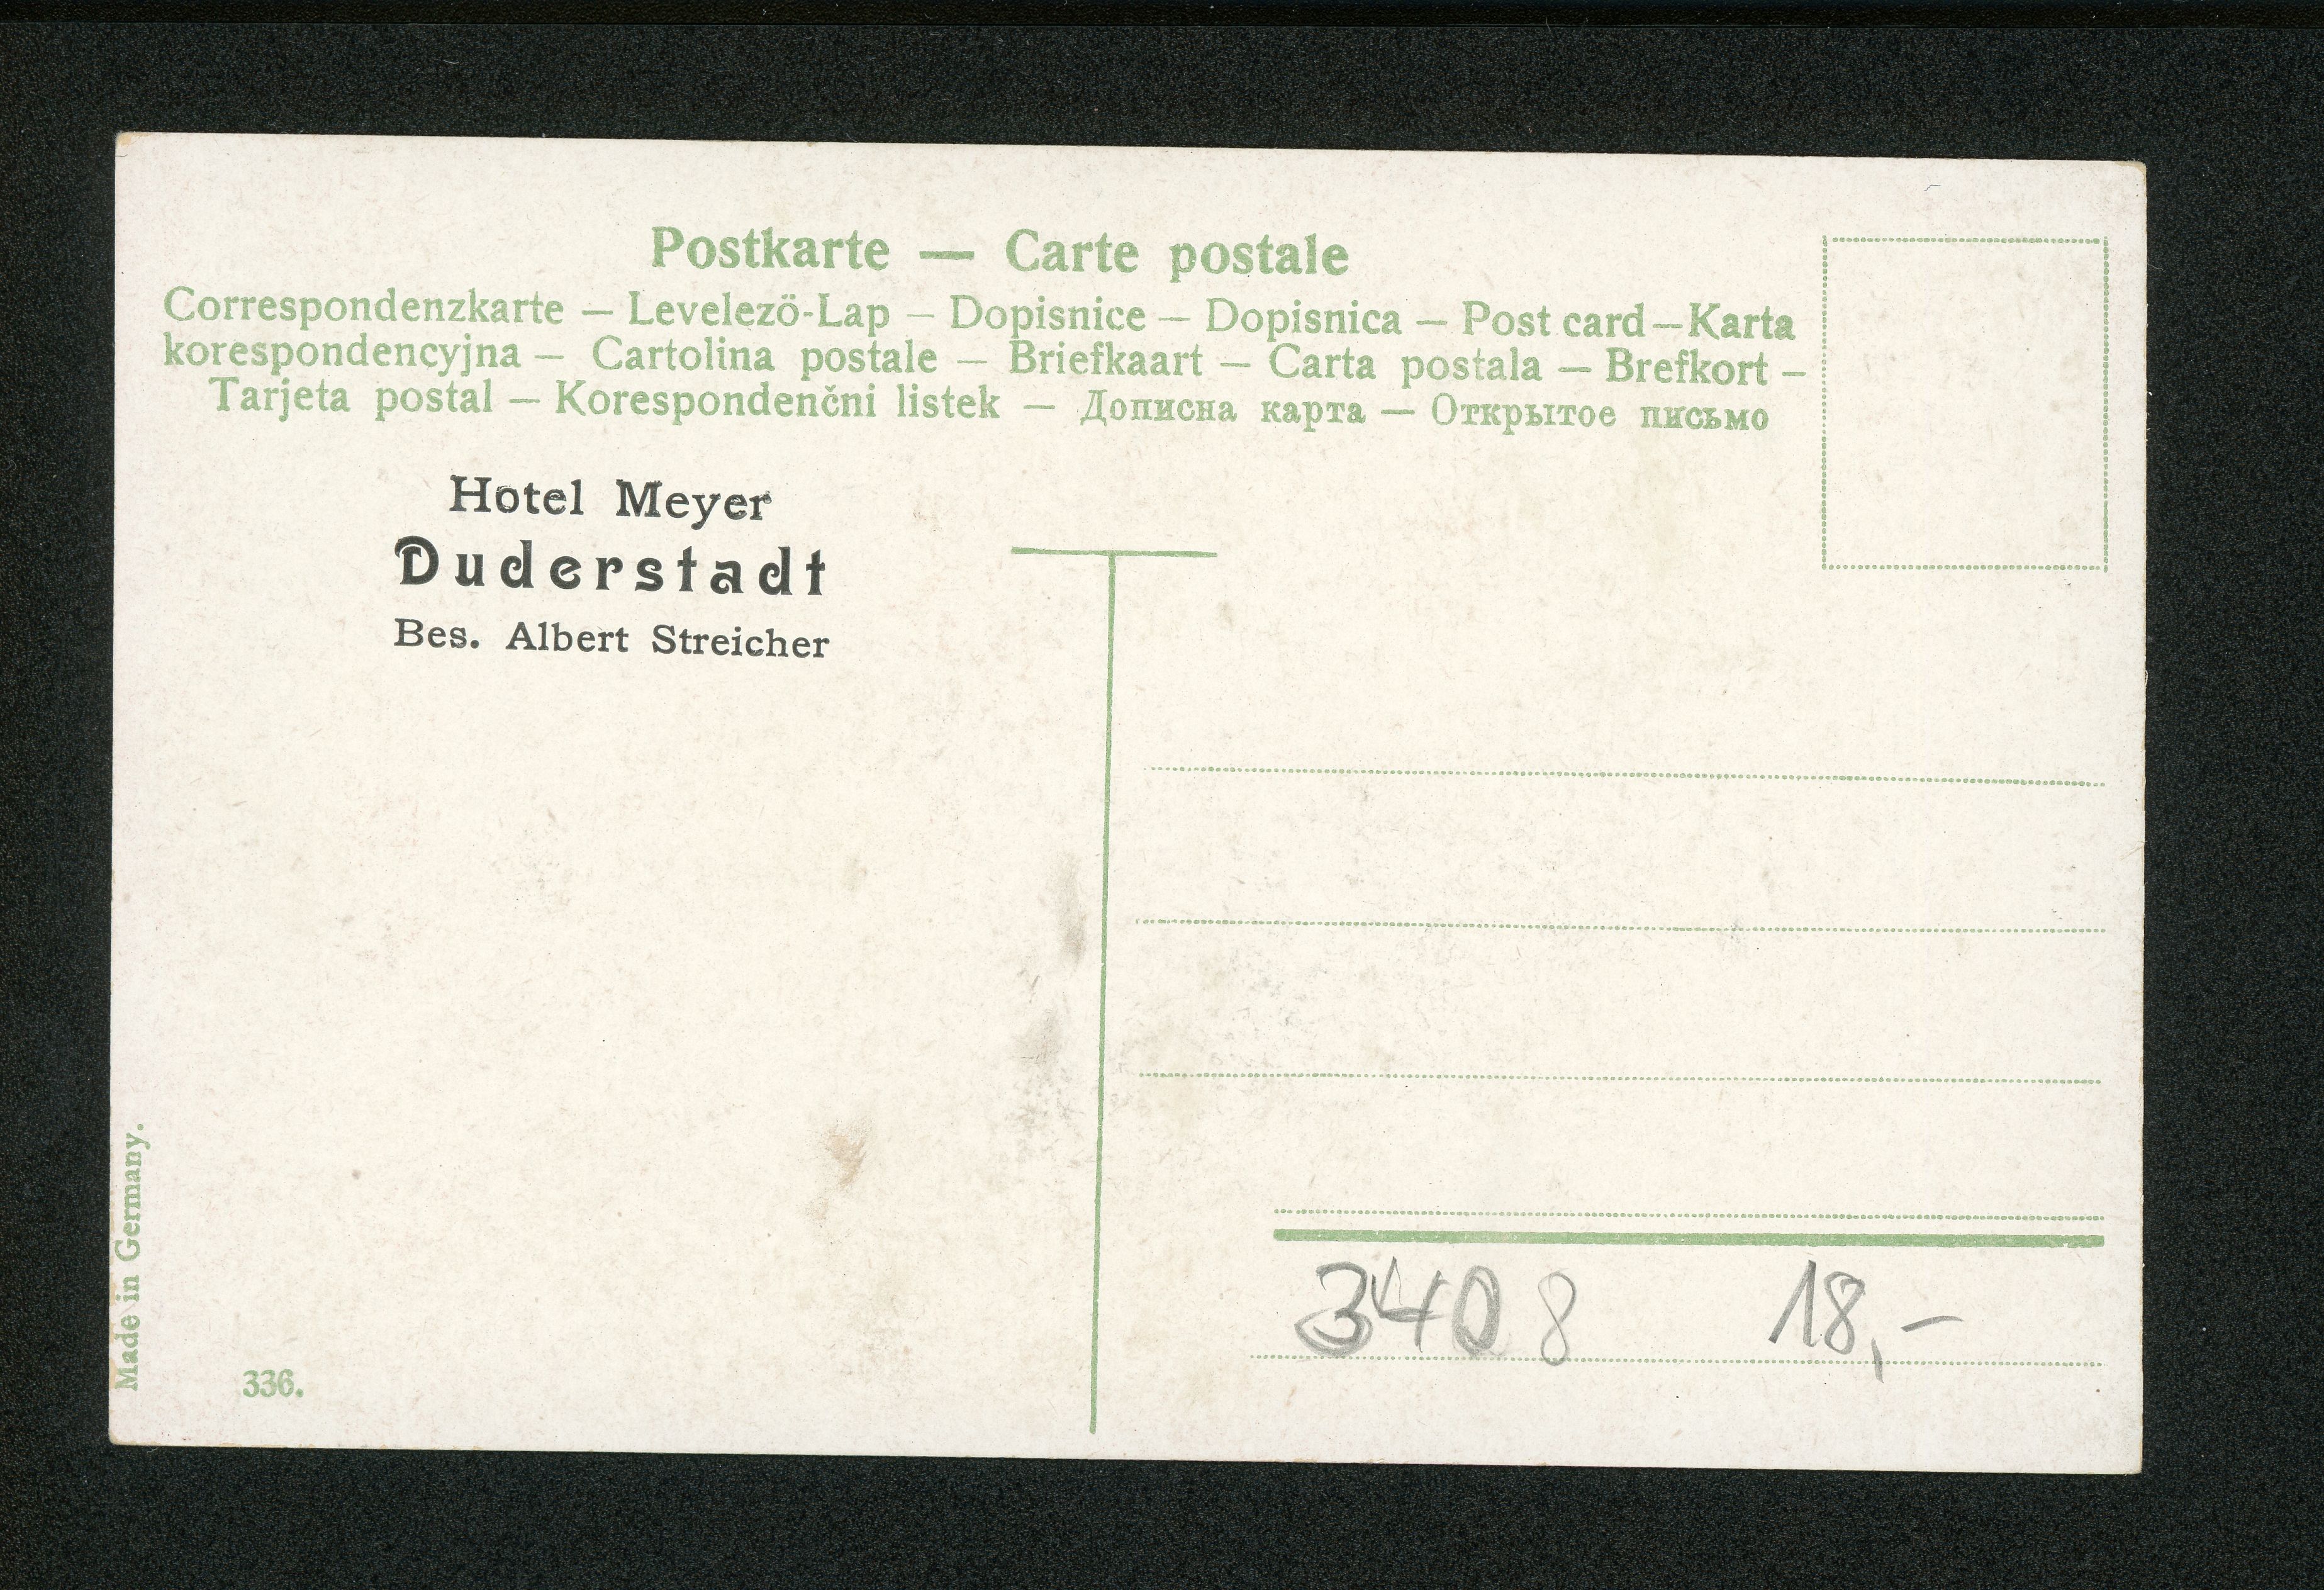 Postkarte — Carte postale
Correspondenzkarte — Levelező-Lap — Dopisnice — Dopisnica — Post card — Karta
korespondencyjna — Cartolina postale — Briefkaart — Carta postala — Brefkort —
Tarjeta postal — Korespondenčni listek — Дописна карта — Открытое письмо
Hotel Meyer
Duderstadt
Bes. Albert Streicher
Made in Germany.
336.
3408 18,-